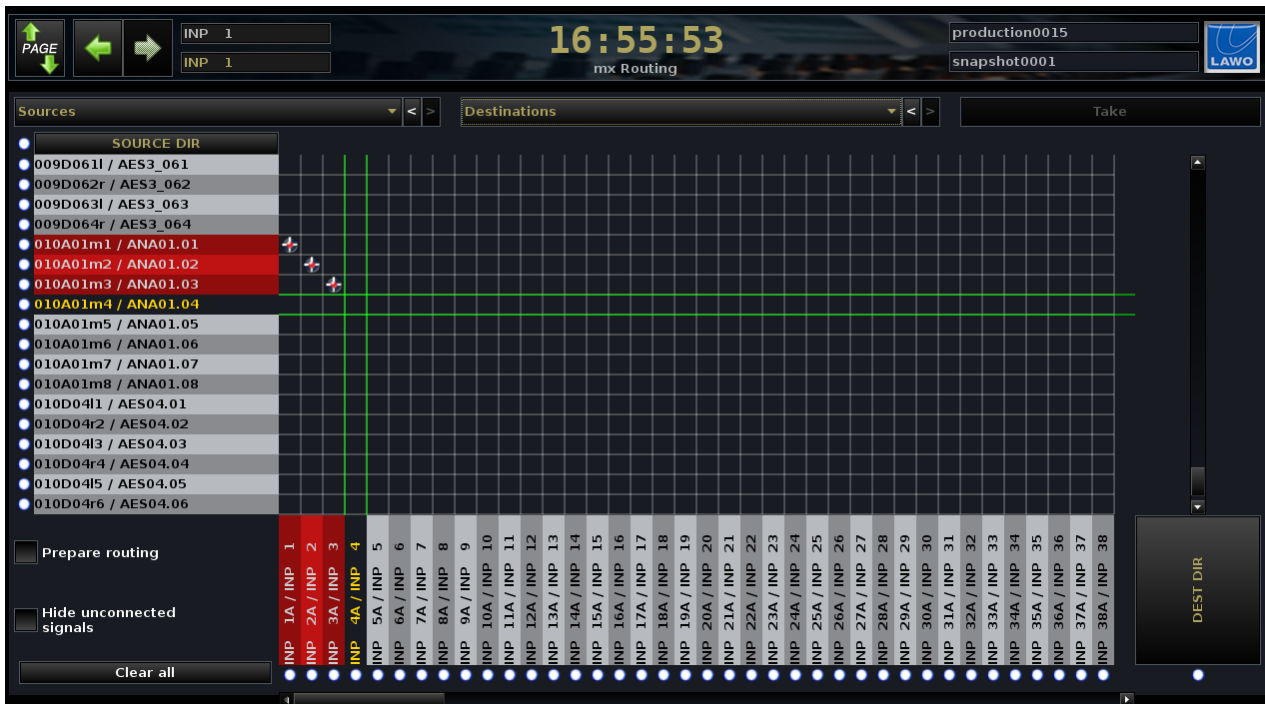 PAGE
INP 1
INP 1
16:55:53
mx Routing
production0015
snapshot0001
LAWO
Sources
< >
Destinations
< >
Take
SOURCE DIR
009D061l / AES3_061
009D062r / AES3_062
009D063l / AES3_063
009D064r / AES3_064
010A01m1 / ANA01.01
010A01m2 / ANA01.02
010A01m3 / ANA01.03
010A01m4 / ANA01.04
010A01m5 / ANA01.05
010A01m6 / ANA01.06
010A01m7 / ANA01.07
010A01m8 / ANA01.08
010D04l1 / AES04.01
010D04r2 / AES04.02
010D04l3 / AES04.03
010D04r4 / AES04.04
010D04l5 / AES04.05
010D04r6 / AES04.06
Prepare routing
Hide unconnected
signals
Clear all
INP 1A / INP 1
INP 2A / INP 2
INP 3A / INP 3
INP 4A / INP 4
INP 5A / INP 5
INP 6A / INP 6
INP 7A / INP 7
INP 8A / INP 8
INP 9A / INP 9
INP 10A / INP 10
INP 11A / INP 11
INP 12A / INP 12
INP 13A / INP 13
INP 14A / INP 14
INP 15A / INP 15
INP 16A / INP 16
INP 17A / INP 17
INP 18A / INP 18
INP 19A / INP 19
INP 20A / INP 20
INP 21A / INP 21
INP 22A / INP 22
INP 23A / INP 23
INP 24A / INP 24
INP 25A / INP 25
INP 26A / INP 26
INP 27A / INP 27
INP 28A / INP 28
INP 29A / INP 29
INP 30A / INP 30
INP 31A / INP 31
INP 32A / INP 32
INP 33A / INP 33
INP 34A / INP 34
INP 35A / INP 35
INP 36A / INP 36
INP 37A / INP 37
INP 38A / INP 38
DEST DIR